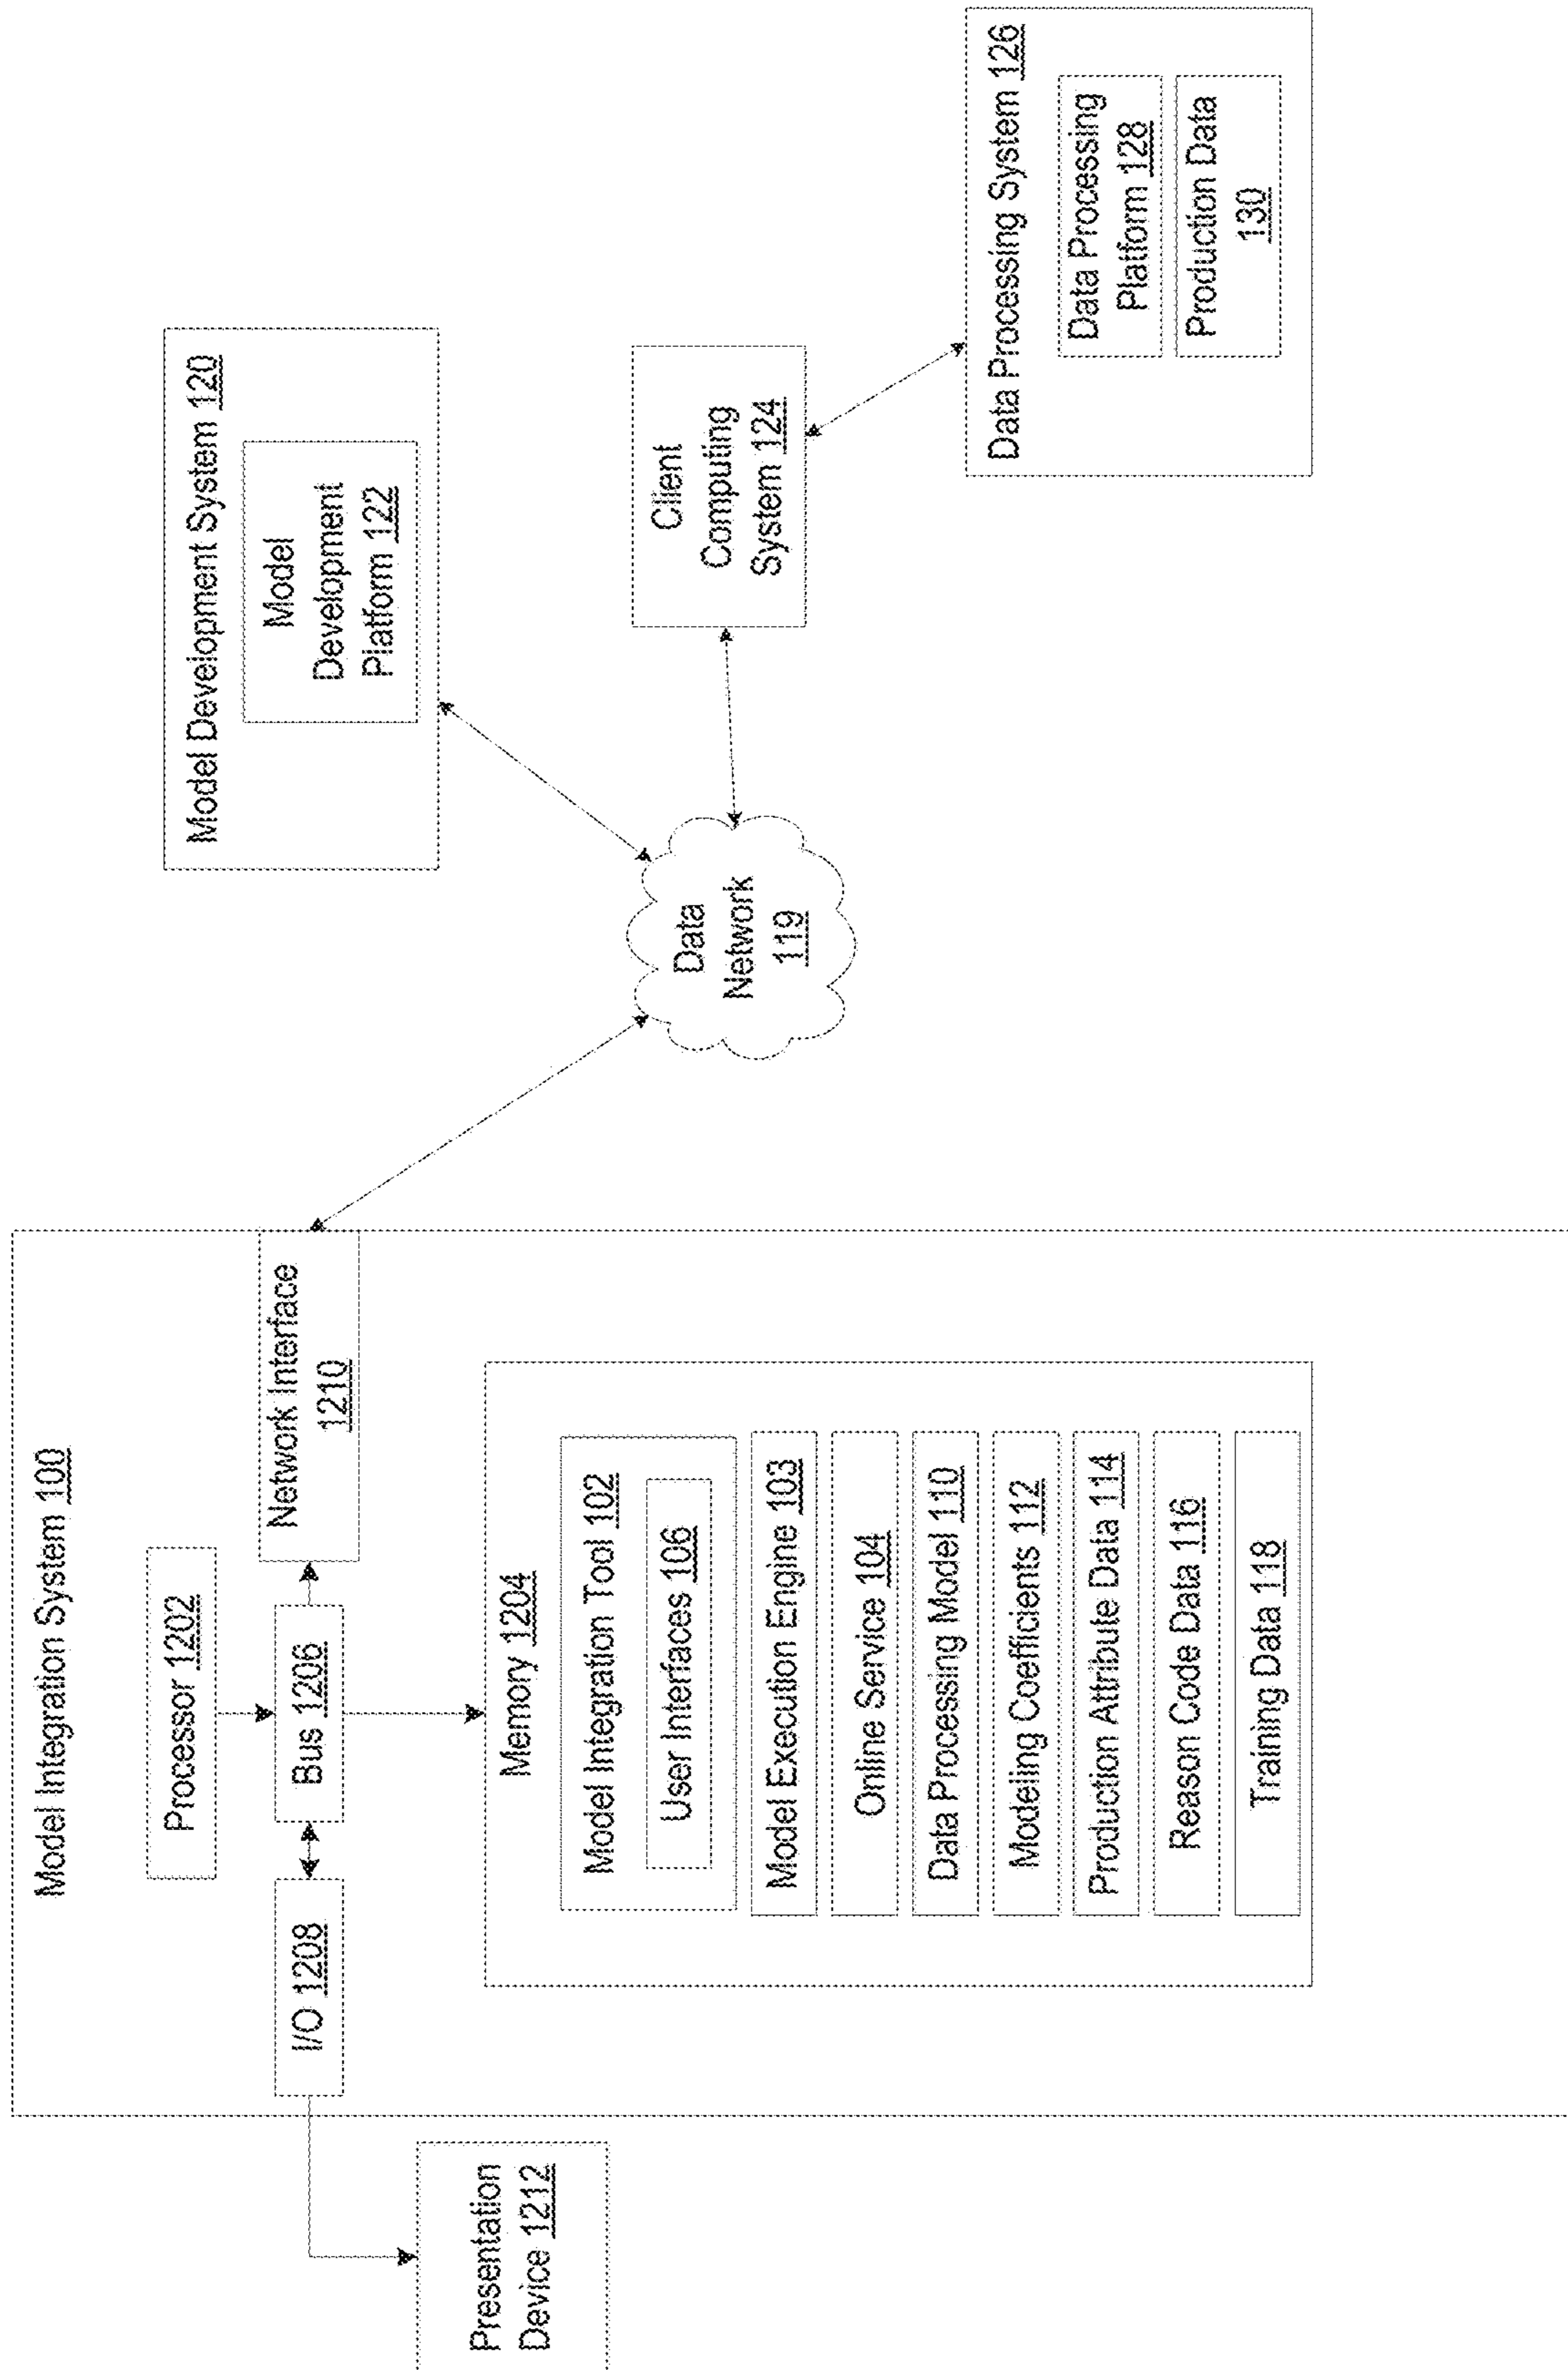 Model Integration System 100
Processor 1202
I/O 1208
Bus 1206
Network Interface
1210
Presentation
Device 1212
Memory 1204
Model Integration Tool 102
User Interfaces 106
Model Execution Engine 103
Online Service 104
Data Processing Model 110
Modeling Coefficients 112
Production Attribute Data 114
Reason Code Data 116
Training Data 118
Data
Network
119
Model Development System 120
Model
Development
Platform 122
Client
Computing
System 124
Data Processing System 126
Data Processing
Platform 128
Production Data
130